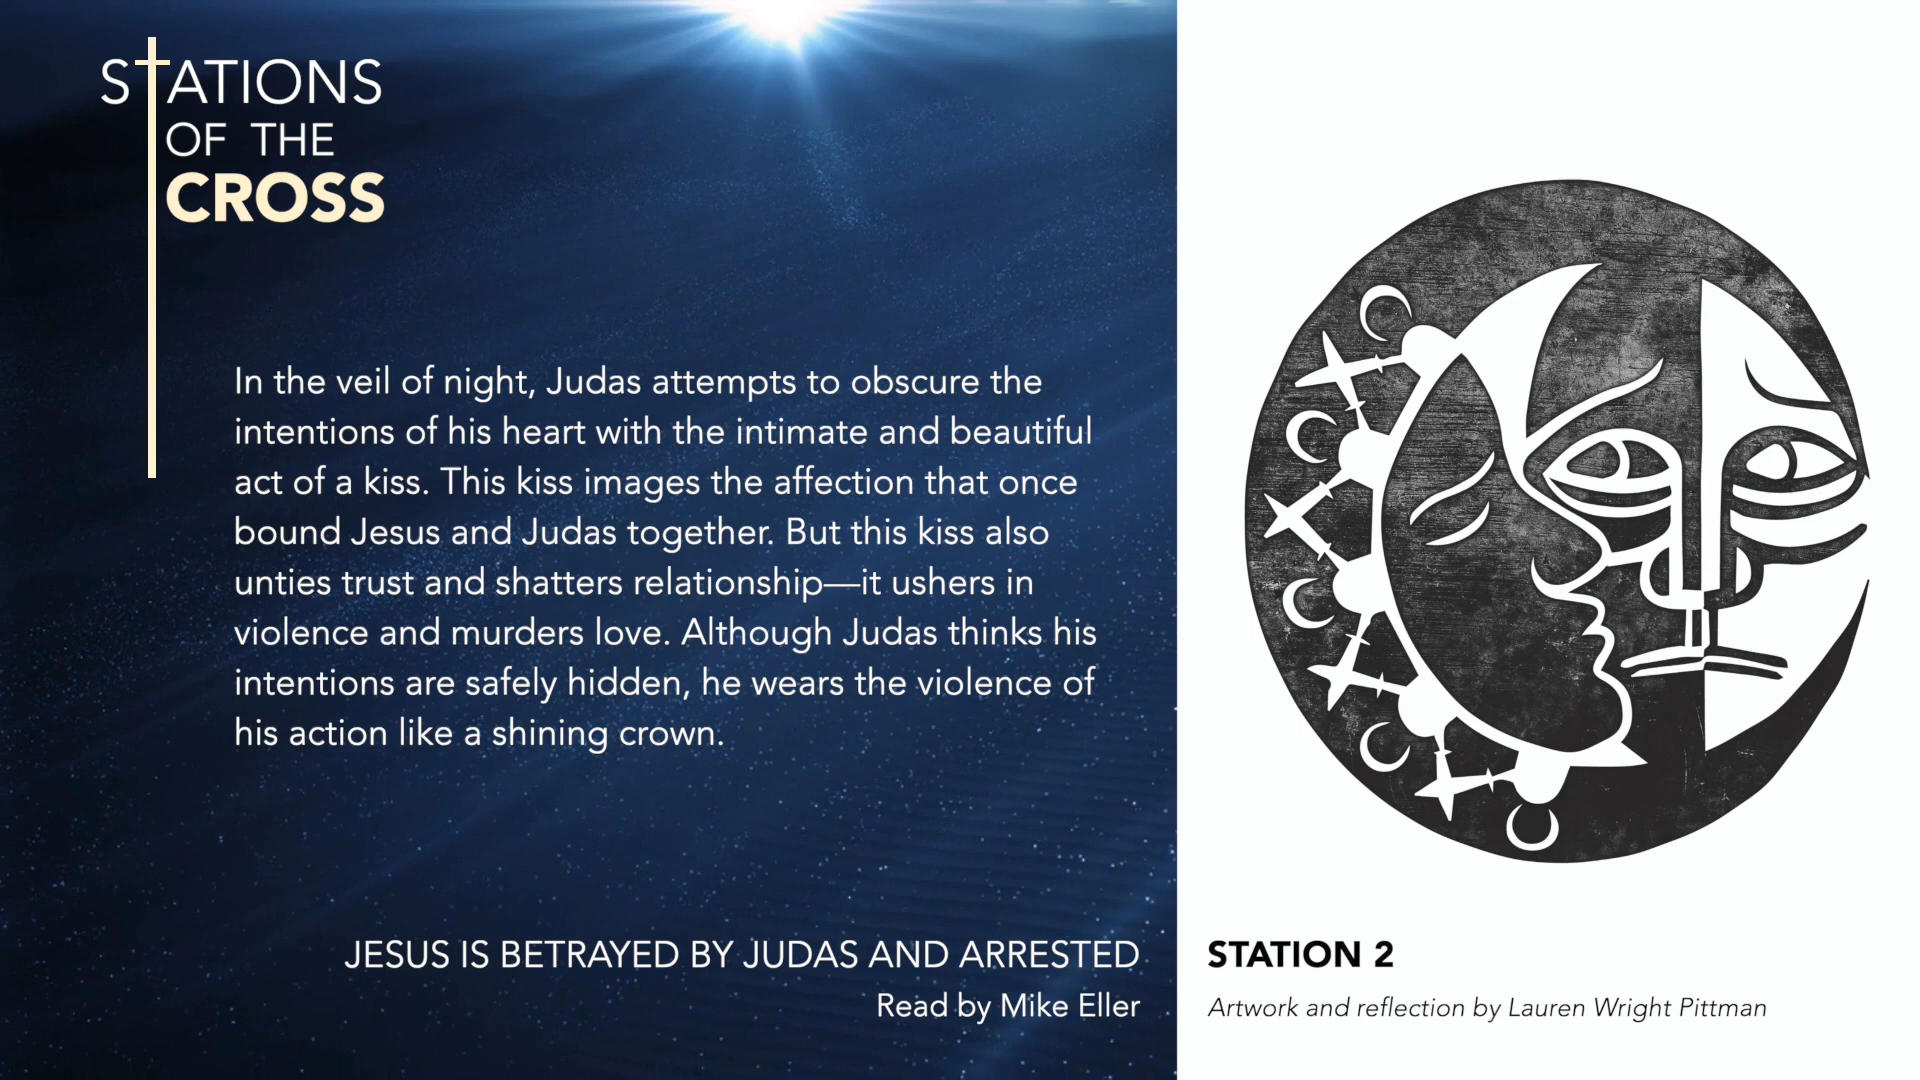 STATIONS
OF THE
CROSS
In the veil of night, Judas attempts to obscure the
intentions of his heart with the intimate and beautiful
act of a kiss. This kiss images the affection that once
bound Jesus and Judas together. But this kiss also
unties trust and shatters relationship—it ushers in
violence and murders love. Although Judas thinks his
intentions are safely hidden, he wears the violence of
his action like a shining crown.
JESUS IS BETRAYED BY JUDAS AND ARRESTED
Read by Mike Eller
STATION 2
Artwork and reflection by Lauren Wright Pittman